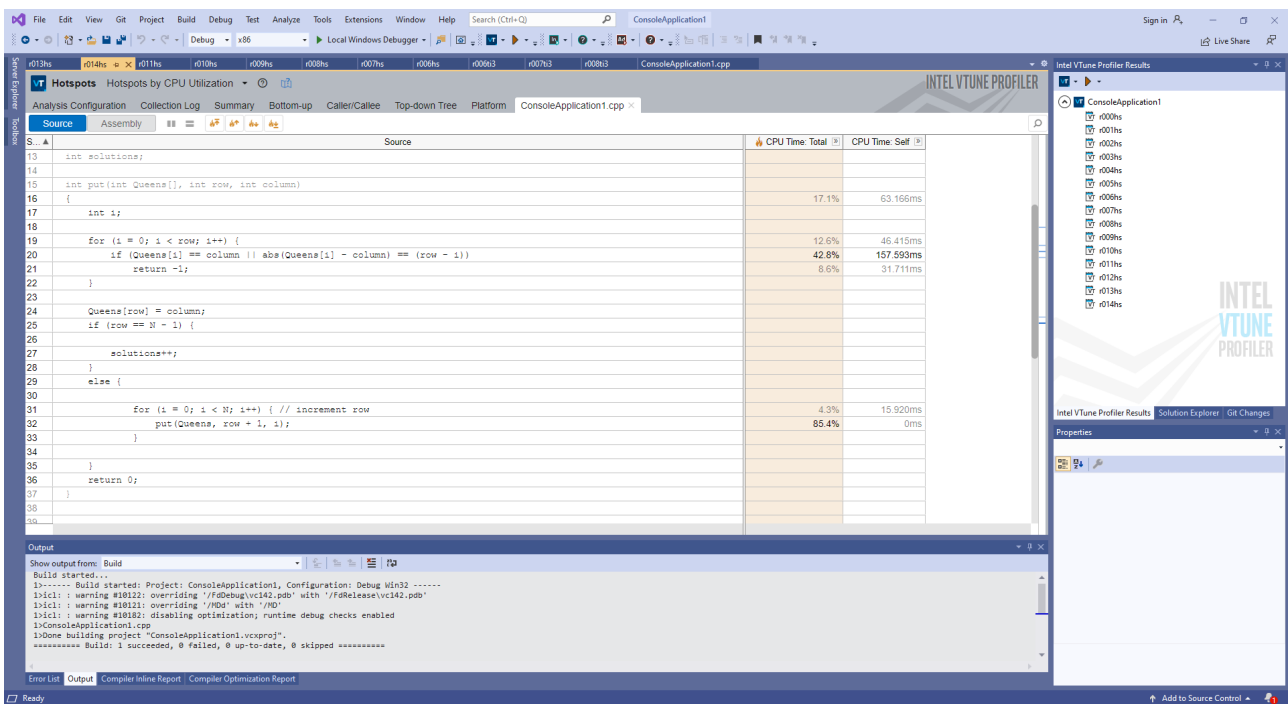 File Edit View Git Project Build Debug Test Analyze Tools Extensions Window Help Search (Ctrl+Q) ConsoleApplication1 Sign in
Debug x86 Local Windows Debugger Live Share
Server Explorer
Toolbox
r013hs r014hs r011hs r010hs r009hs r008hs r007hs r006hs r006ti3 r007ti3 r008ti3 ConsoleApplication1.cpp
Hotspots Hotspots by CPU Utilization INTEL VTUNE PROFILER
Analysis Configuration Collection Log Summary Bottom-up Caller/Callee Top-down Tree Platform ConsoleApplication1.cpp
Source Assembly
S... Source CPU Time: Total CPU Time: Self
13 int solutions;
14
15 int put(int Queens[], int row, int column)
16 { 17.1% 63.166ms
17 int i;
18
19 for (i = 0; i < row; i++) { 12.6% 46.415ms
20 if (Queens[i] == column || abs(Queens[i] - column) == (row - i)) 42.8% 157.593ms
21 return -1; 8.6% 31.711ms
22 }
23
24 Queens[row] = column;
25 if (row == N - 1) {
26
27 solutions++;
28 }
29 else {
30
31 for (i = 0; i < N; i++) { // increment row 4.3% 15.920ms
32 put(Queens, row + 1, i); 85.4% 0ms
33 }
34
35 }
36 return 0;
37 }
38
39
Output
Show output from: Build
Build started...
1>------ Build started: Project: ConsoleApplication1, Configuration: Debug Win32 ------
1>icl: : warning #10122: overriding '/FdDebug\vc142.pdb' with '/FdRelease\vc142.pdb'
1>icl: : warning #10121: overriding '/MDd' with '/MD'
1>icl: : warning #10182: disabling optimization; runtime debug checks enabled
1>ConsoleApplication1.cpp
1>Done building project "ConsoleApplication1.vcxproj".
========== Build: 1 succeeded, 0 failed, 0 up-to-date, 0 skipped ==========
Error List Output Compiler Inline Report Compiler Optimization Report
Intel VTune Profiler Results
ConsoleApplication1
r000hs
r001hs
r002hs
r003hs
r004hs
r005hs
r006hs
r007hs
r008hs
r009hs
r010hs
r011hs
r012hs
r013hs
r014hs
INTEL
VTUNE
PROFILER
Intel VTune Profiler Results Solution Explorer Git Changes
Properties
Ready Add to Source Control 1